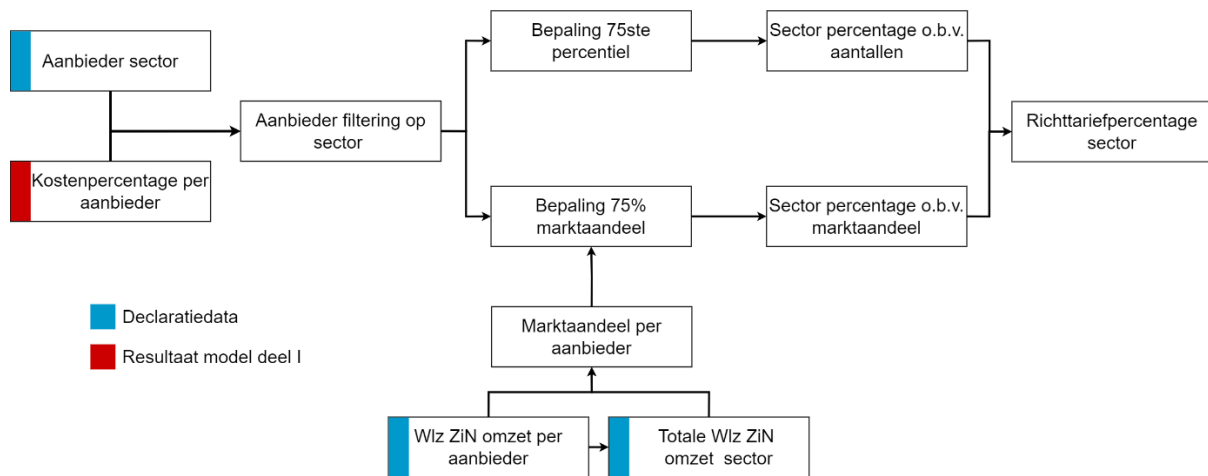 Aanbieder sector
Kostenpercentage per
aanbieder
Aanbieder filtering op
sector
Bepaling 75ste
percentiel
Sector percentage o.b.v.
aantallen
Bepaling 75%
marktaandeel
Sector percentage o.b.v.
marktaandeel
Richttariefpercentage
sector
Marktaandeel per
aanbieder
Wlz ZiN omzet per
aanbieder
Totale Wlz ZiN
omzet sector
Declaratiedata
Resultaat model deel I